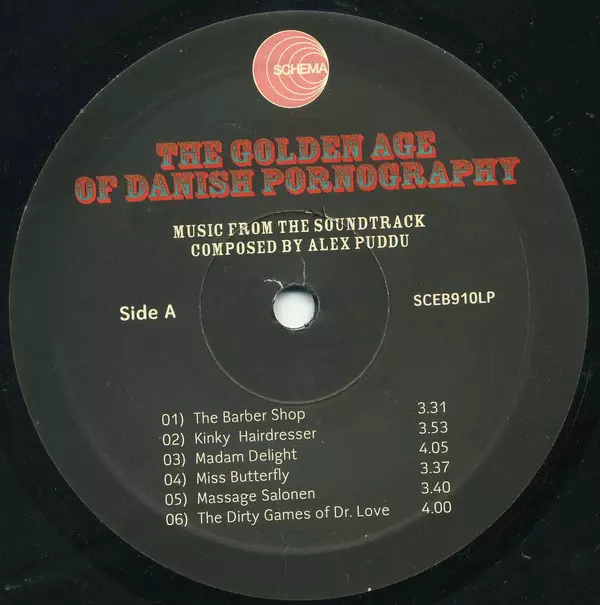 SCHEMA
THE GOLDEN AGE
OF DANISH PORNOGRAPHY
MUSIC FROM THE SOUNDTRACK
COMPOSED BY ALEX PUDDU
Side A
SCEB910LP
01) The Barber Shop 3.31
02) Kinky Hairdresser 3.53
03) Madam Delight 4.05
04) Miss Butterfly 3.37
05) Massage Salonen 3.40
06) The Dirty Games of Dr. Love 4.00